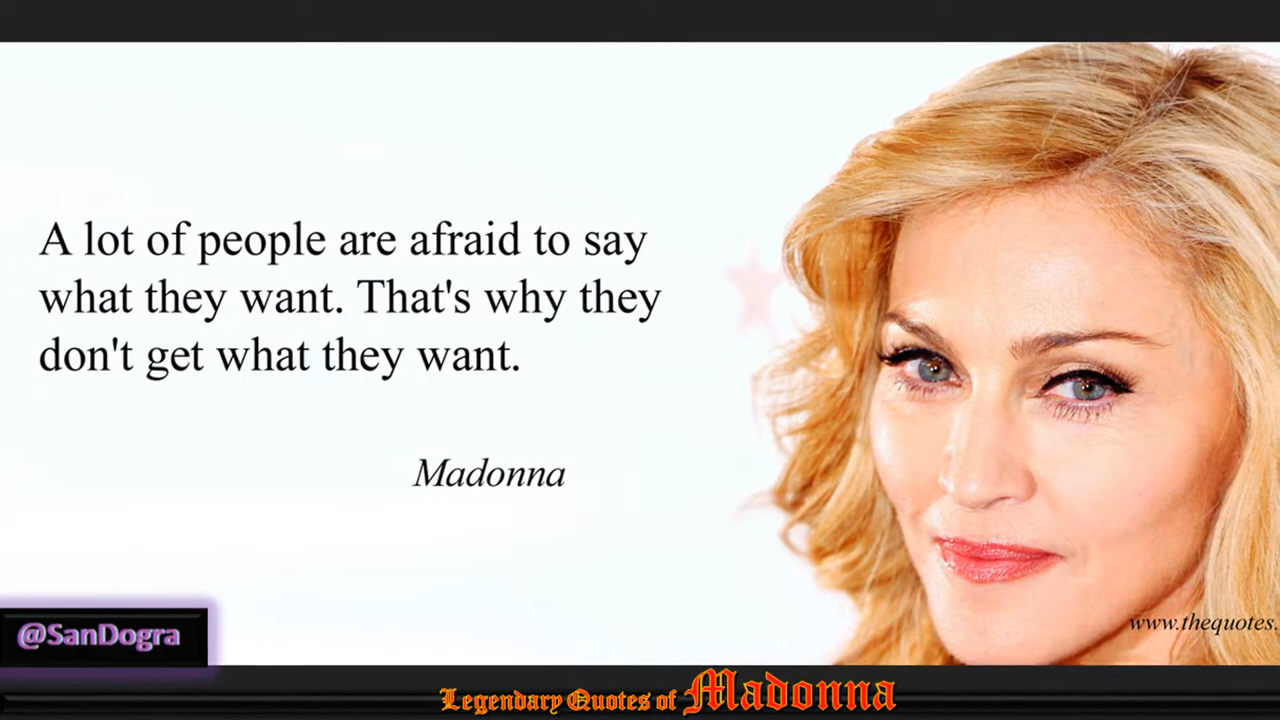 A lot of people are afraid to say
what they want. That's why they
don't get what they want.
Madonna
@SanDogra
www.thequotes.
Legendary Quotes of Madonna